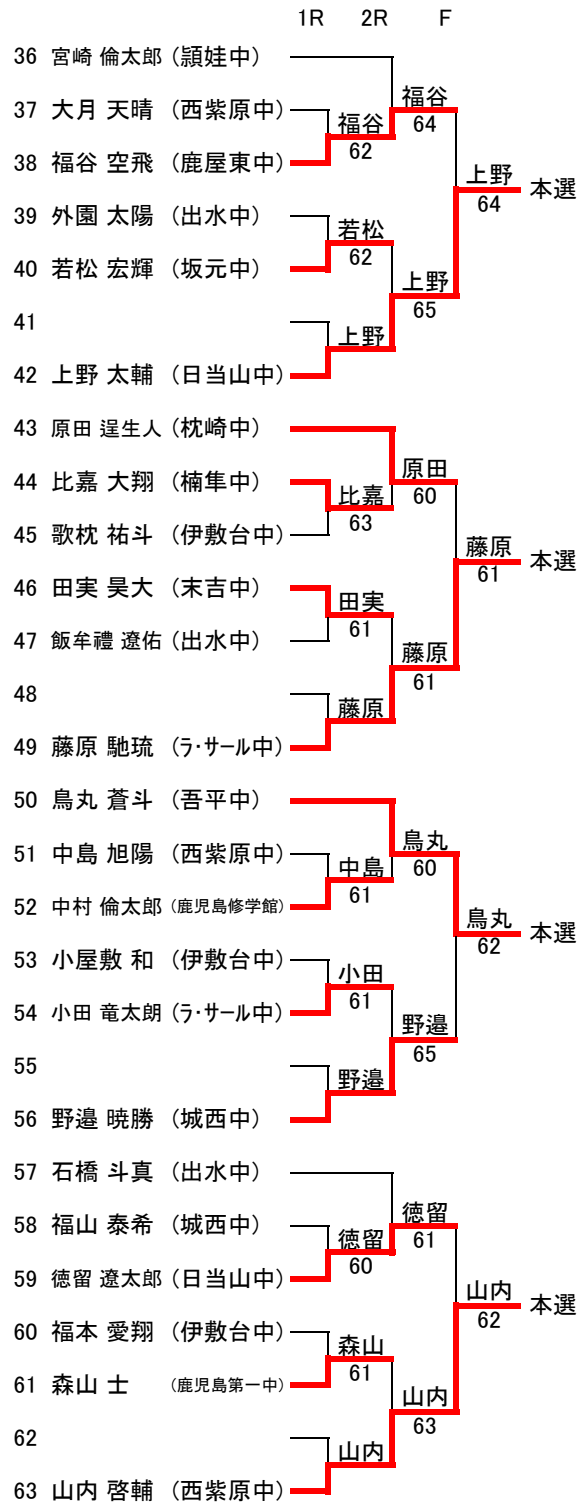 1R 2R F
36 宮崎 倫太郎 (頴娃中)
福谷
37 大月 天晴 (西紫原中)
64
福谷
38 福谷 空飛 (鹿屋東中)
62
上野
本選
64
39 外園 太陽 (出水中)
若松
40 若松 宏輝 (坂元中)
62
上野
65
41
上野
42 上野 太輔 (日当山中)
43 原田 逞生人 (枕崎中)
原田
44 比嘉 大翔 (楠隼中)
60
比嘉
63
45 歌枕 祐斗 (伊敷台中)
藤原
本選
61
46 田実 昊大 (末吉中)
田実
61
47 飯牟禮 遼佑 (出水中)
藤原
61
48
藤原
49 藤原 馳琉 (ラ・サール中)
50 鳥丸 蒼斗 (吾平中)
鳥丸
51 中島 旭陽 (西紫原中)
60
中島
61
52 中村 倫太郎 (鹿児島修学館)
鳥丸
本選
62
53 小屋敷 和 (伊敷台中)
小田
61
54 小田 竜太朗 (ラ・サール中)
野邉
65
55
野邉
56 野邉 暁勝 (城西中)
57 石橋 斗真 (出水中)
徳留
58 福山 泰希 (城西中)
61
徳留
60
59 徳留 遼太郎 (日当山中)
山内
本選
62
60 福本 愛翔 (伊敷台中)
森山
61
61 森山 士 (鹿児島第一中)
山内
63
62
山内
63 山内 啓輔 (西紫原中)